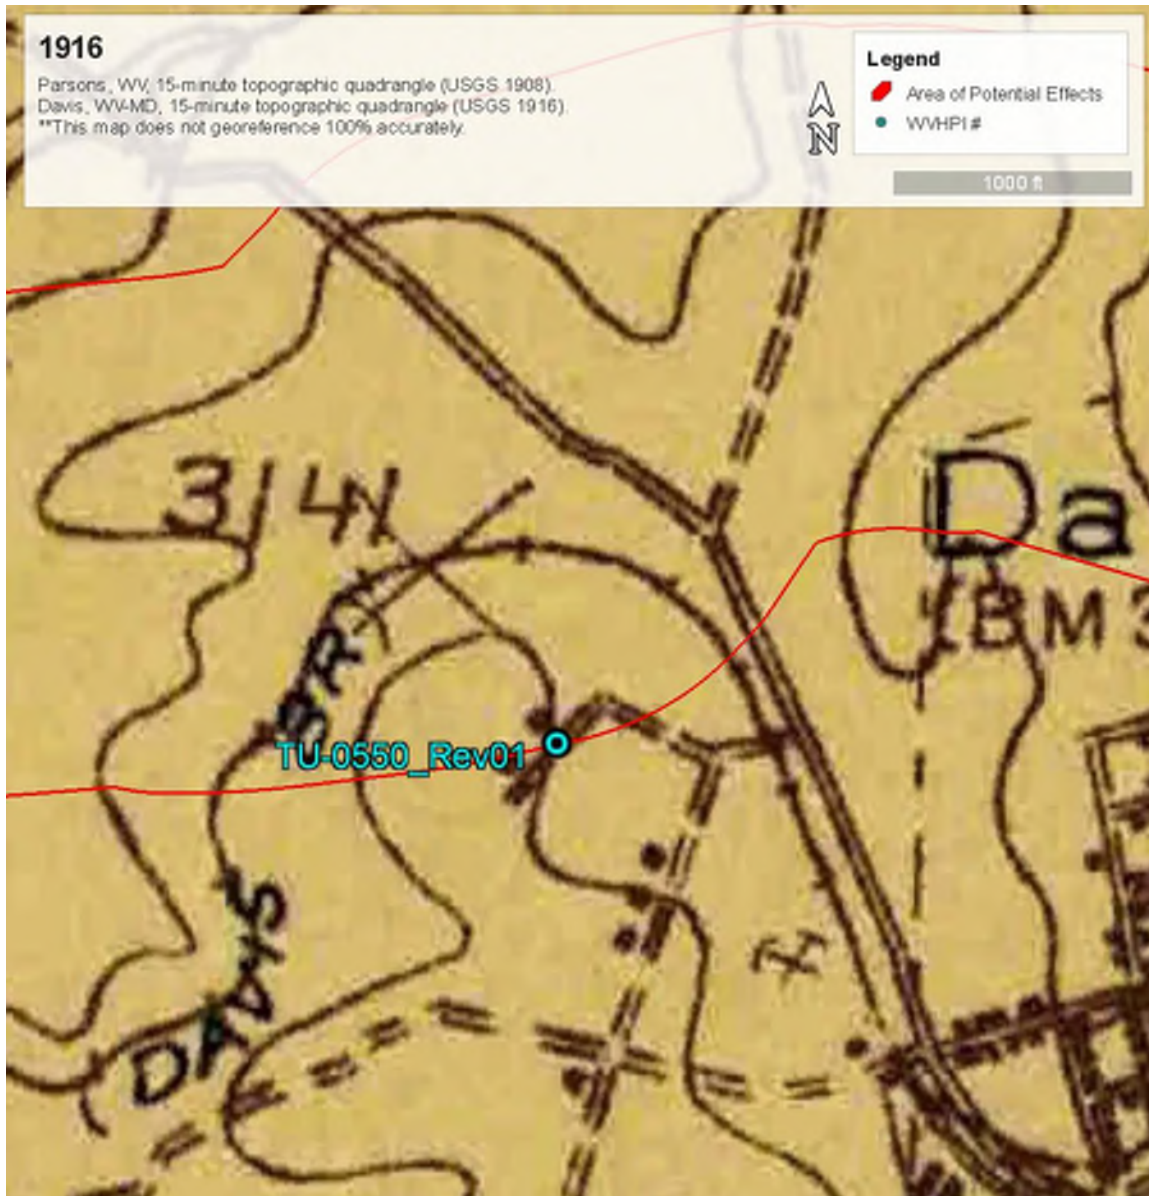 1916
Parsons, WV, 15-minute topographic quadrangle (USGS 1908).
Davis, WV-MD, 15-minute topographic quadrangle (USGS 1916).
**This map does not georeference 100% accurately.
N
Legend
Area of Potential Effects
WVHPI #
1000 ft
314
Da
BM 3
BR
TU-0550_Rev01
DAVIS